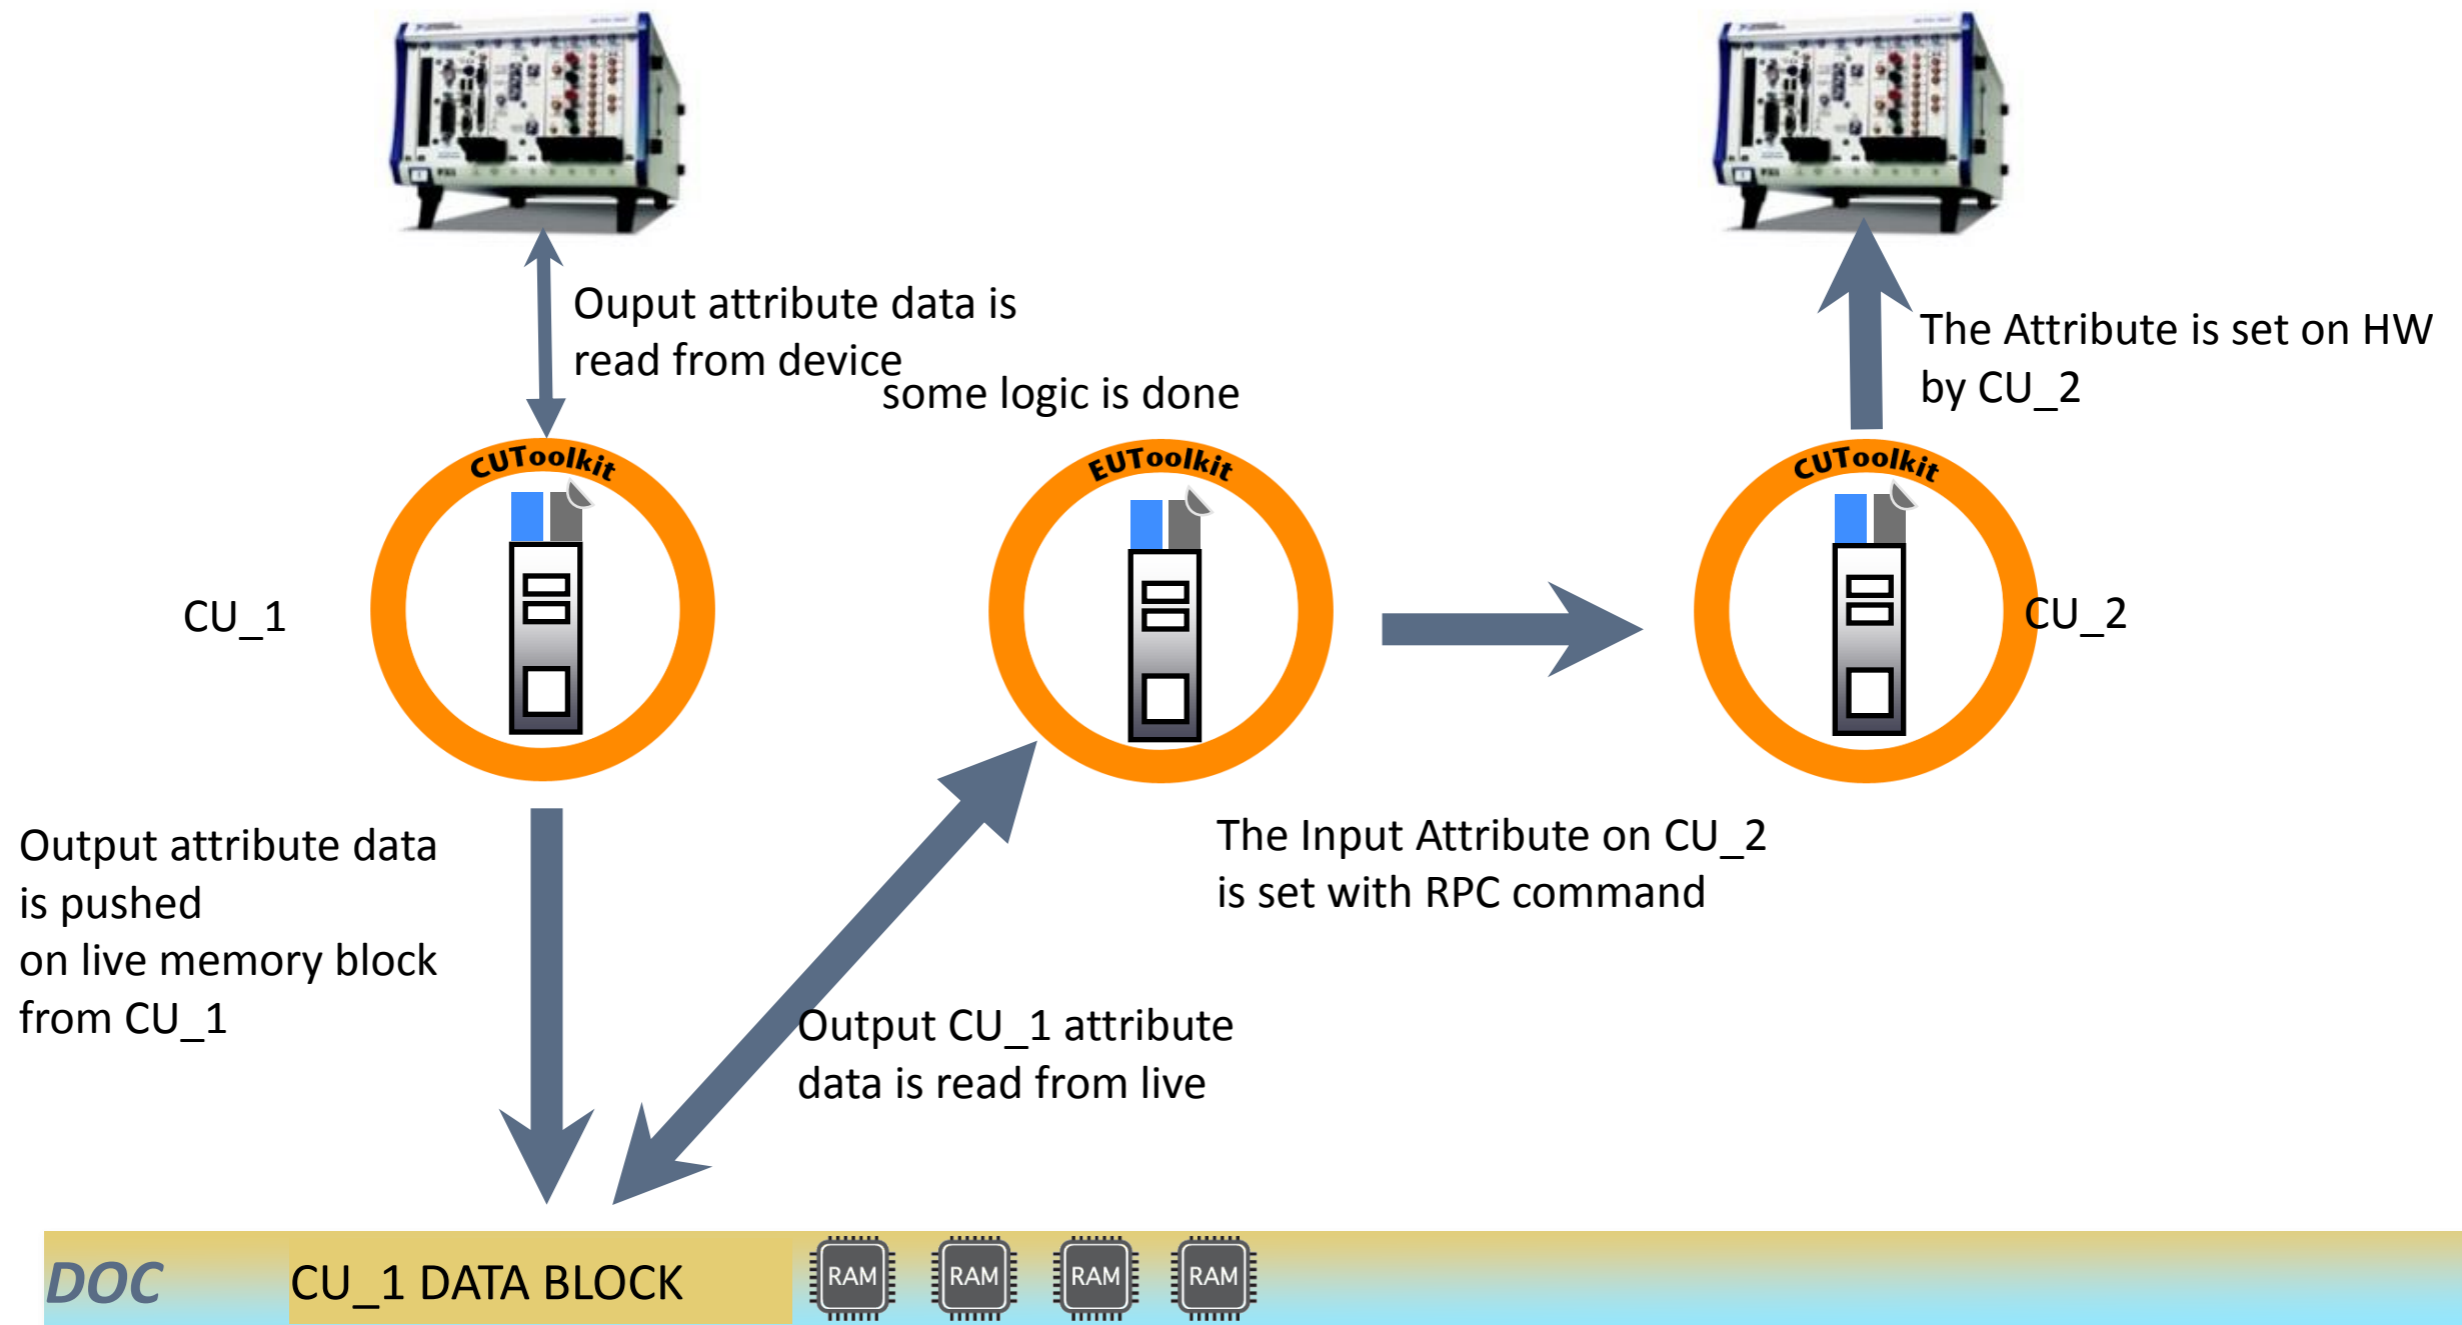 Ouput attribute data is
read from device
some logic is done
The Attribute is set on HW
by CU_2
CUToolkit
EUToolkit
CUToolkit
CU_1
CU_2
Output attribute data
is pushed
on live memory block
from CU_1
The Input Attribute on CU_2
is set with RPC command
Output CU_1 attribute
data is read from live
DOC
CU_1 DATA BLOCK
RAM
RAM
RAM
RAM